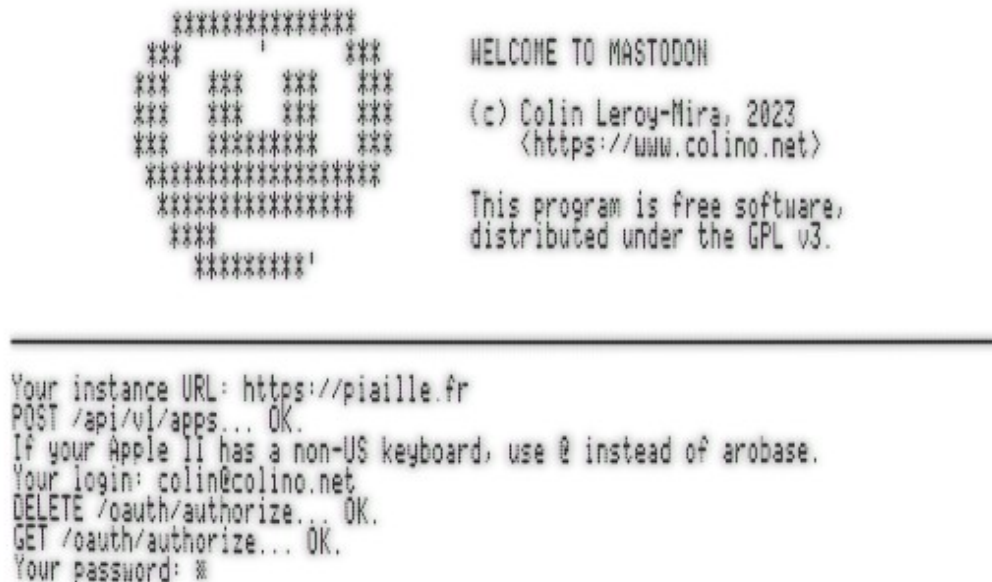 WELCOME TO MASTODON
(c) Colin Leroy-Mira, 2023
<https://www.colino.net>
This program is free software,
distributed under the GPL v3.
Your instance URL: https://piaille.fr
POST /api/v1/apps... OK.
If your Apple II has a non-US keyboard, use @ instead of arobase.
Your login: colin@colino.net
DELETE /oauth/authorize... OK.
GET /oauth/authorize... OK.
Your password: